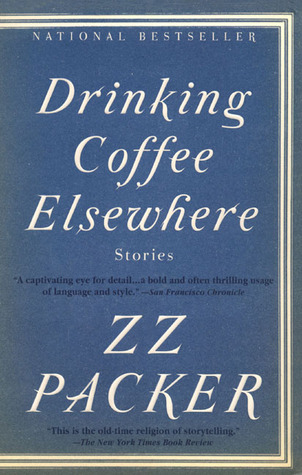 NATIONAL BESTSELLER
Drinking
Coffee
Elsewhere
Stories
"A captivating eye for detail...a bold and often thrilling usage
of language and style." —San Francisco Chronicle
ZZ
PACKER
"This is the old-time religion of storytelling."
—The New York Times Book Review